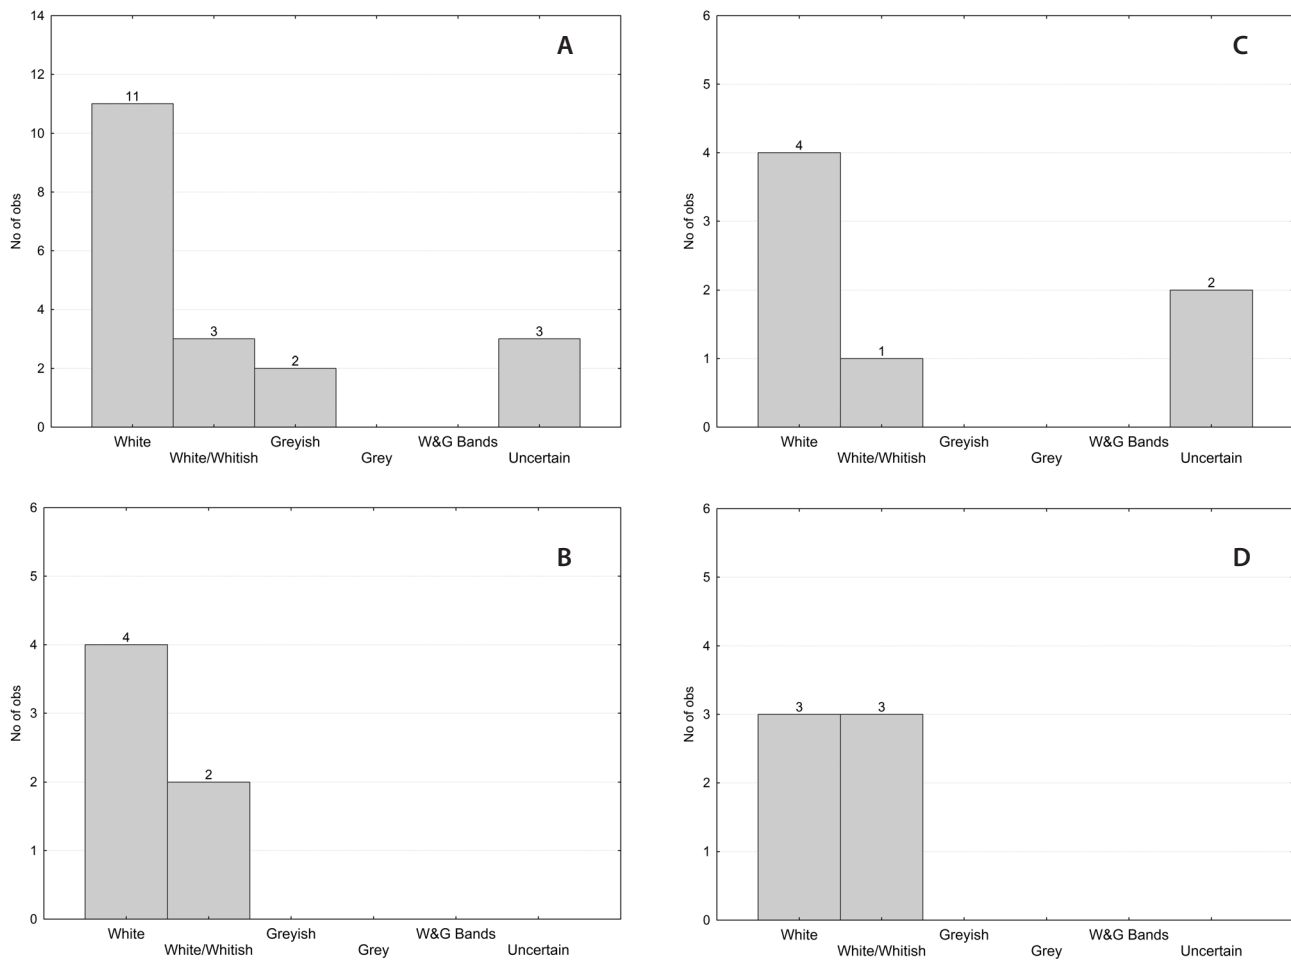 A
No of obs
14
12
10
8
6
4
2
0
11
3
2
3
White
White/Whitish
Greyish
Grey
W&G Bands
Uncertain
C
No of obs
6
5
4
3
2
1
0
4
1
2
White
White/Whitish
Greyish
Grey
W&G Bands
Uncertain
B
No of obs
6
5
4
3
2
1
0
4
2
White
White/Whitish
Greyish
Grey
W&G Bands
Uncertain
D
No of obs
6
5
4
3
2
1
0
3
3
White
White/Whitish
Greyish
Grey
W&G Bands
Uncertain